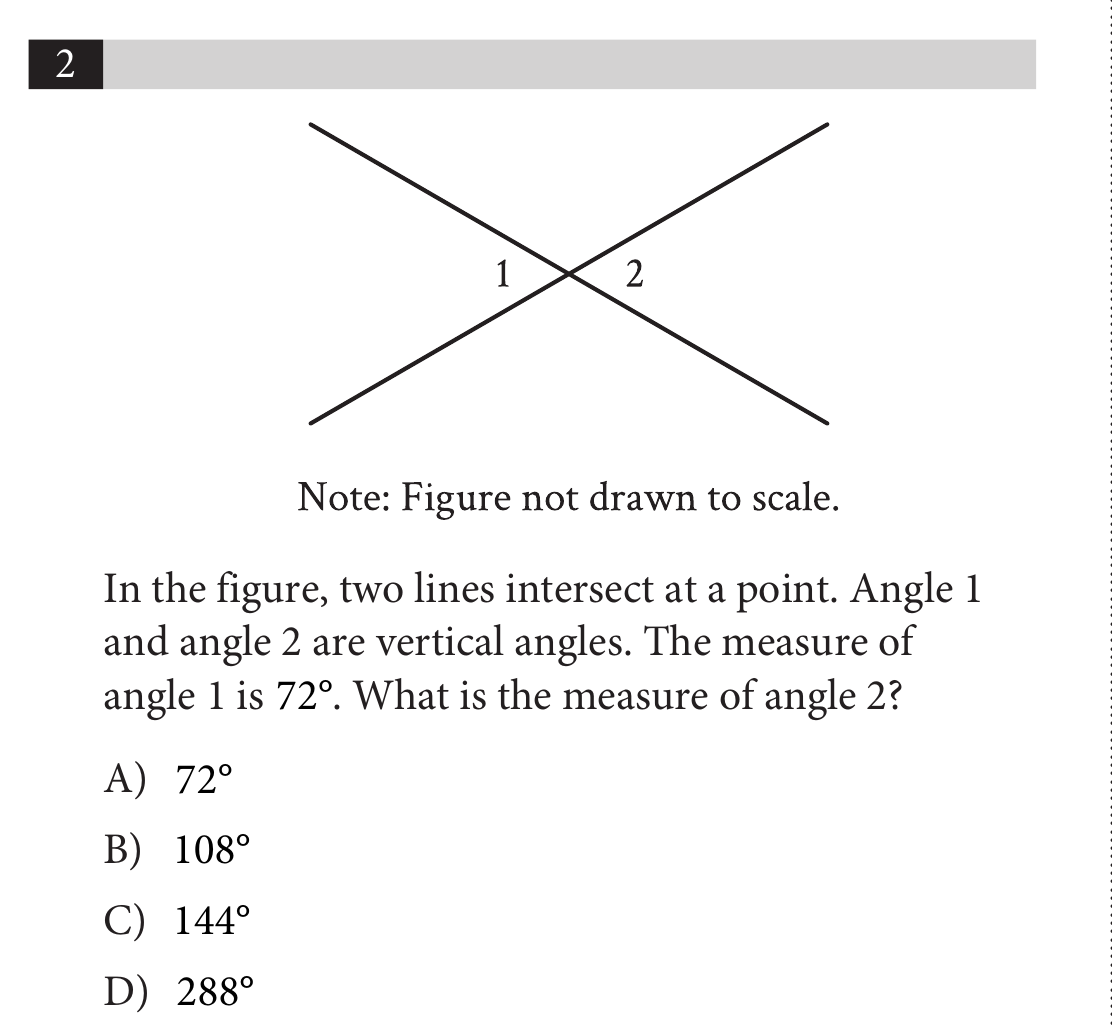 2
1 2
Note: Figure not drawn to scale.
In the figure, two lines intersect at a point. Angle 1
and angle 2 are vertical angles. The measure of
angle 1 is 72°. What is the measure of angle 2?
A) 72°
B) 108°
C) 144°
D) 288°